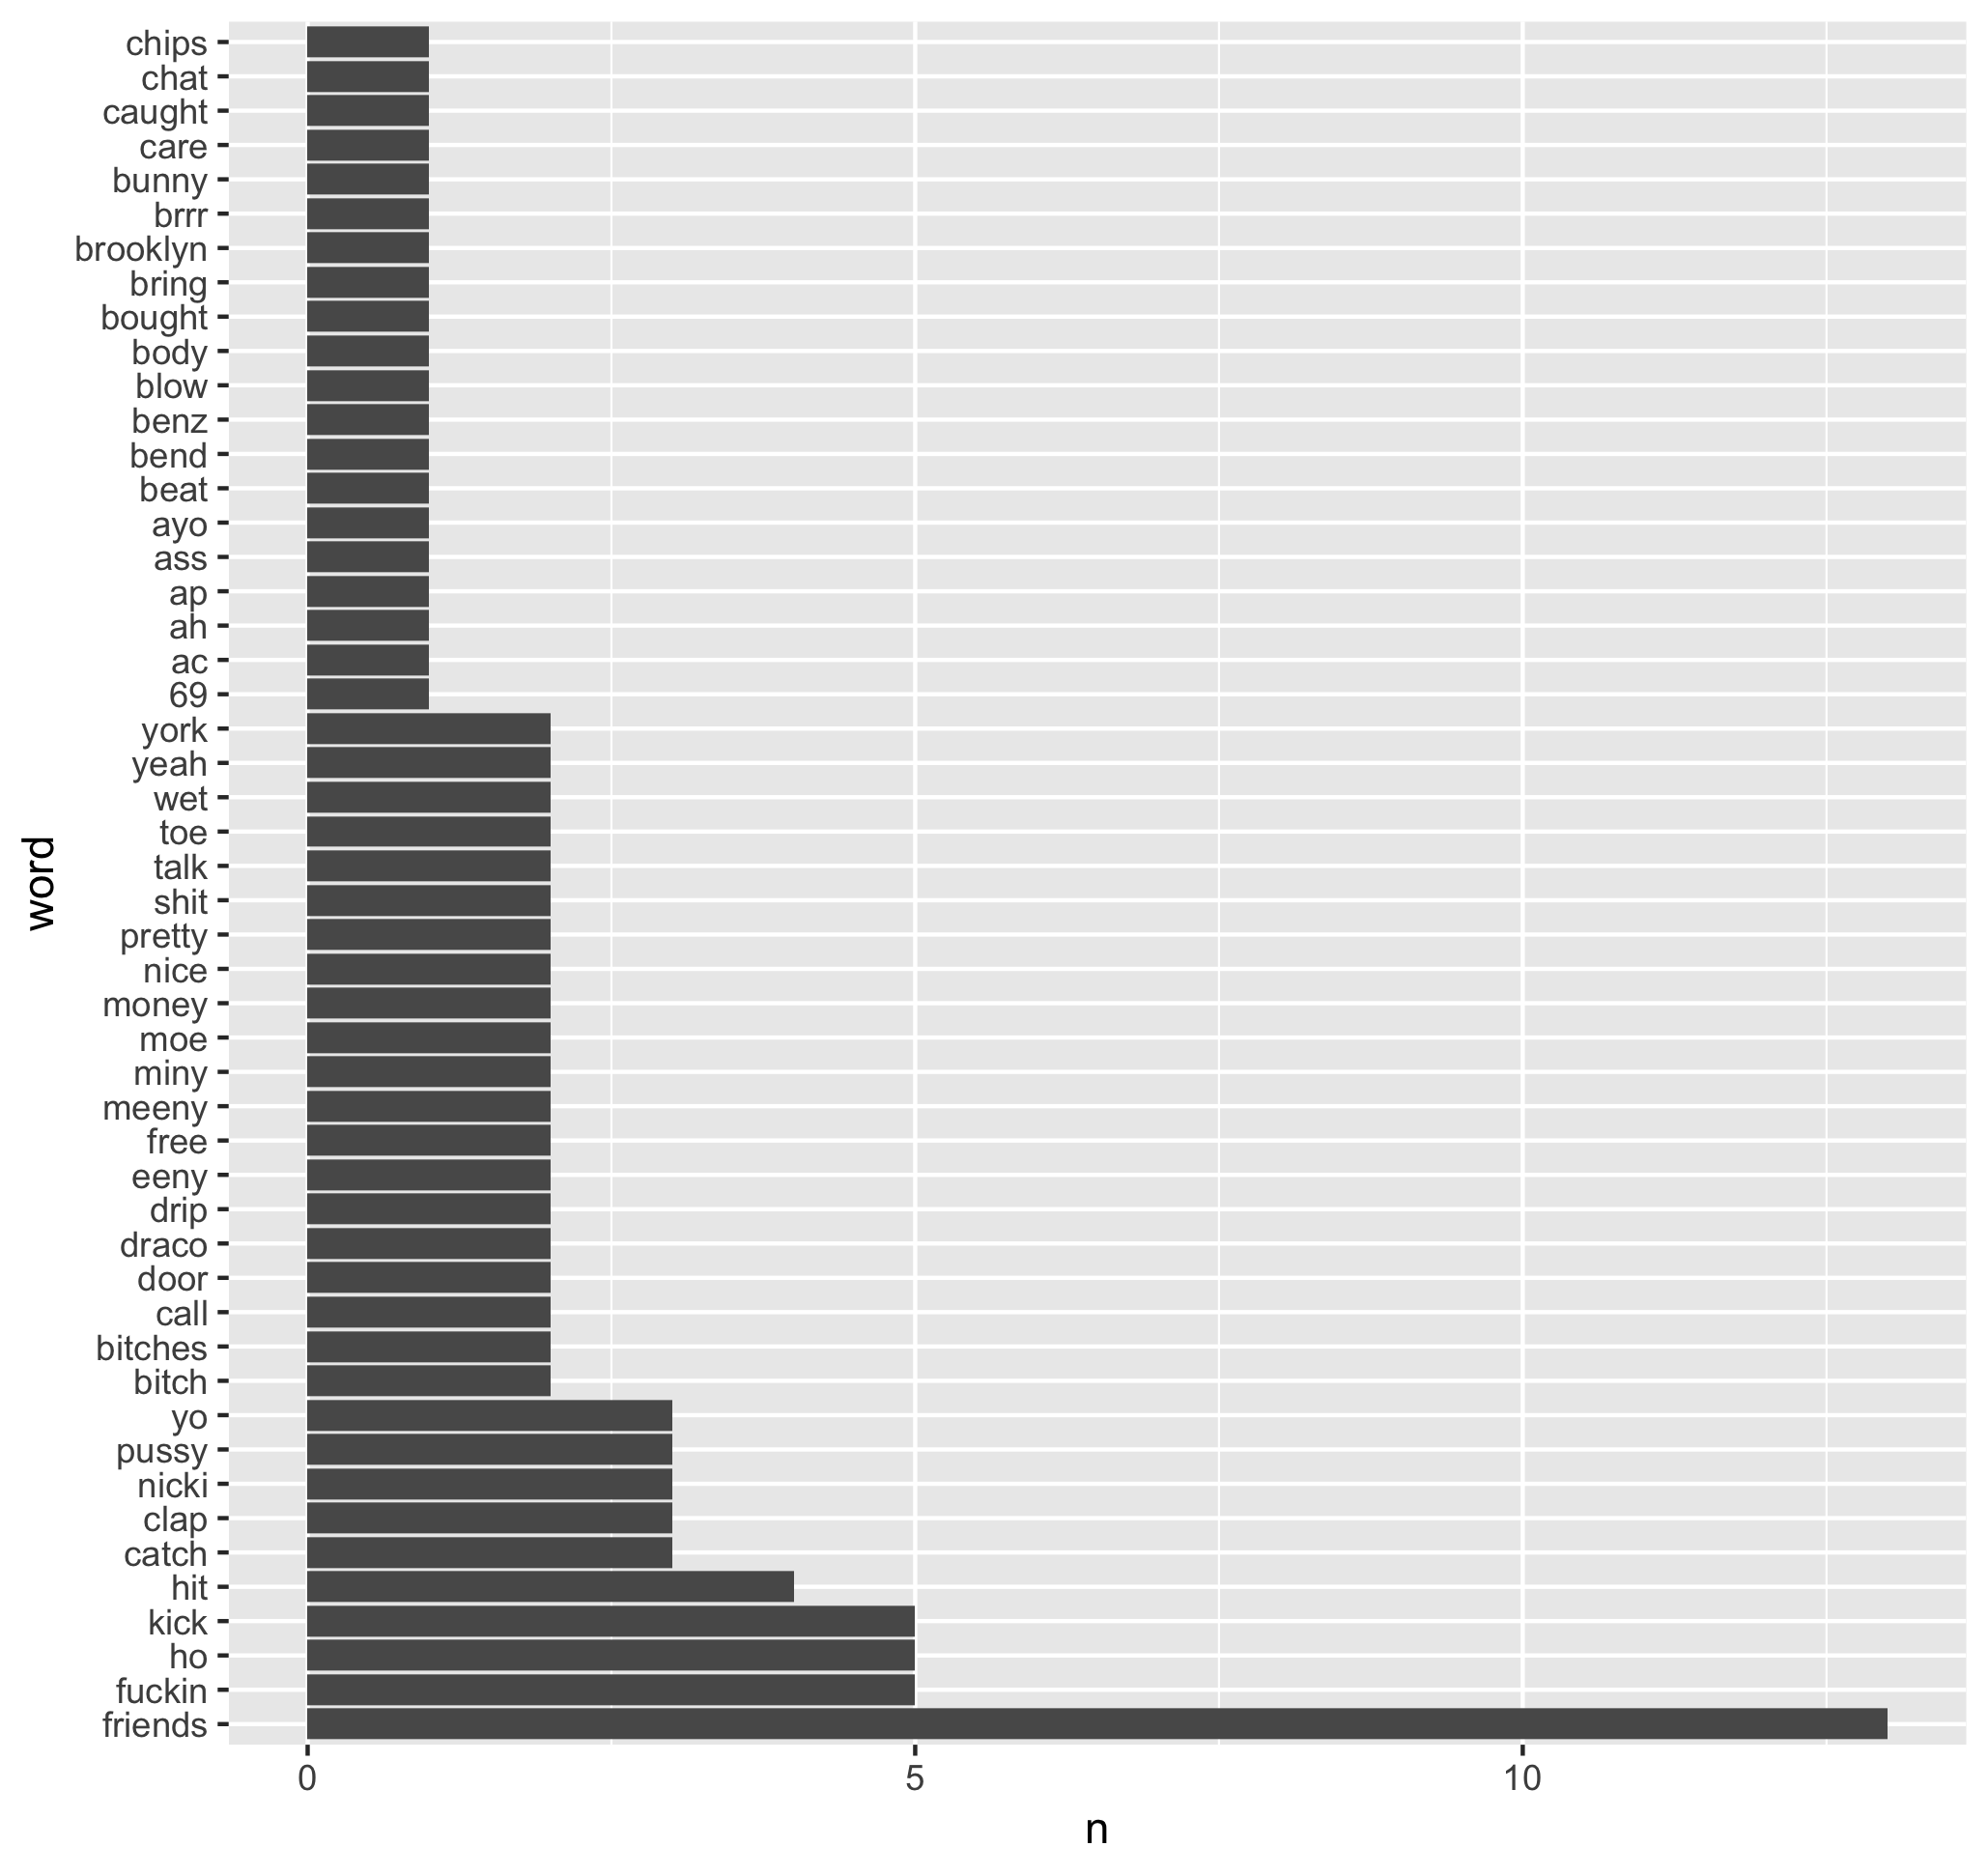 chips
chat
caught
care
bunny
brrr
brooklyn
bring
bought
body
blow
benz
bend
beat
ayo
ass
ap
ah
ac
69
york
yeah
wet
toe
talk
shit
pretty
nice
money
moe
miny
meeny
free
eeny
drip
draco
door
call
bitches
bitch
yo
pussy
nicki
clap
catch
hit
kick
ho
fuckin
friends
word
0 5 10
n